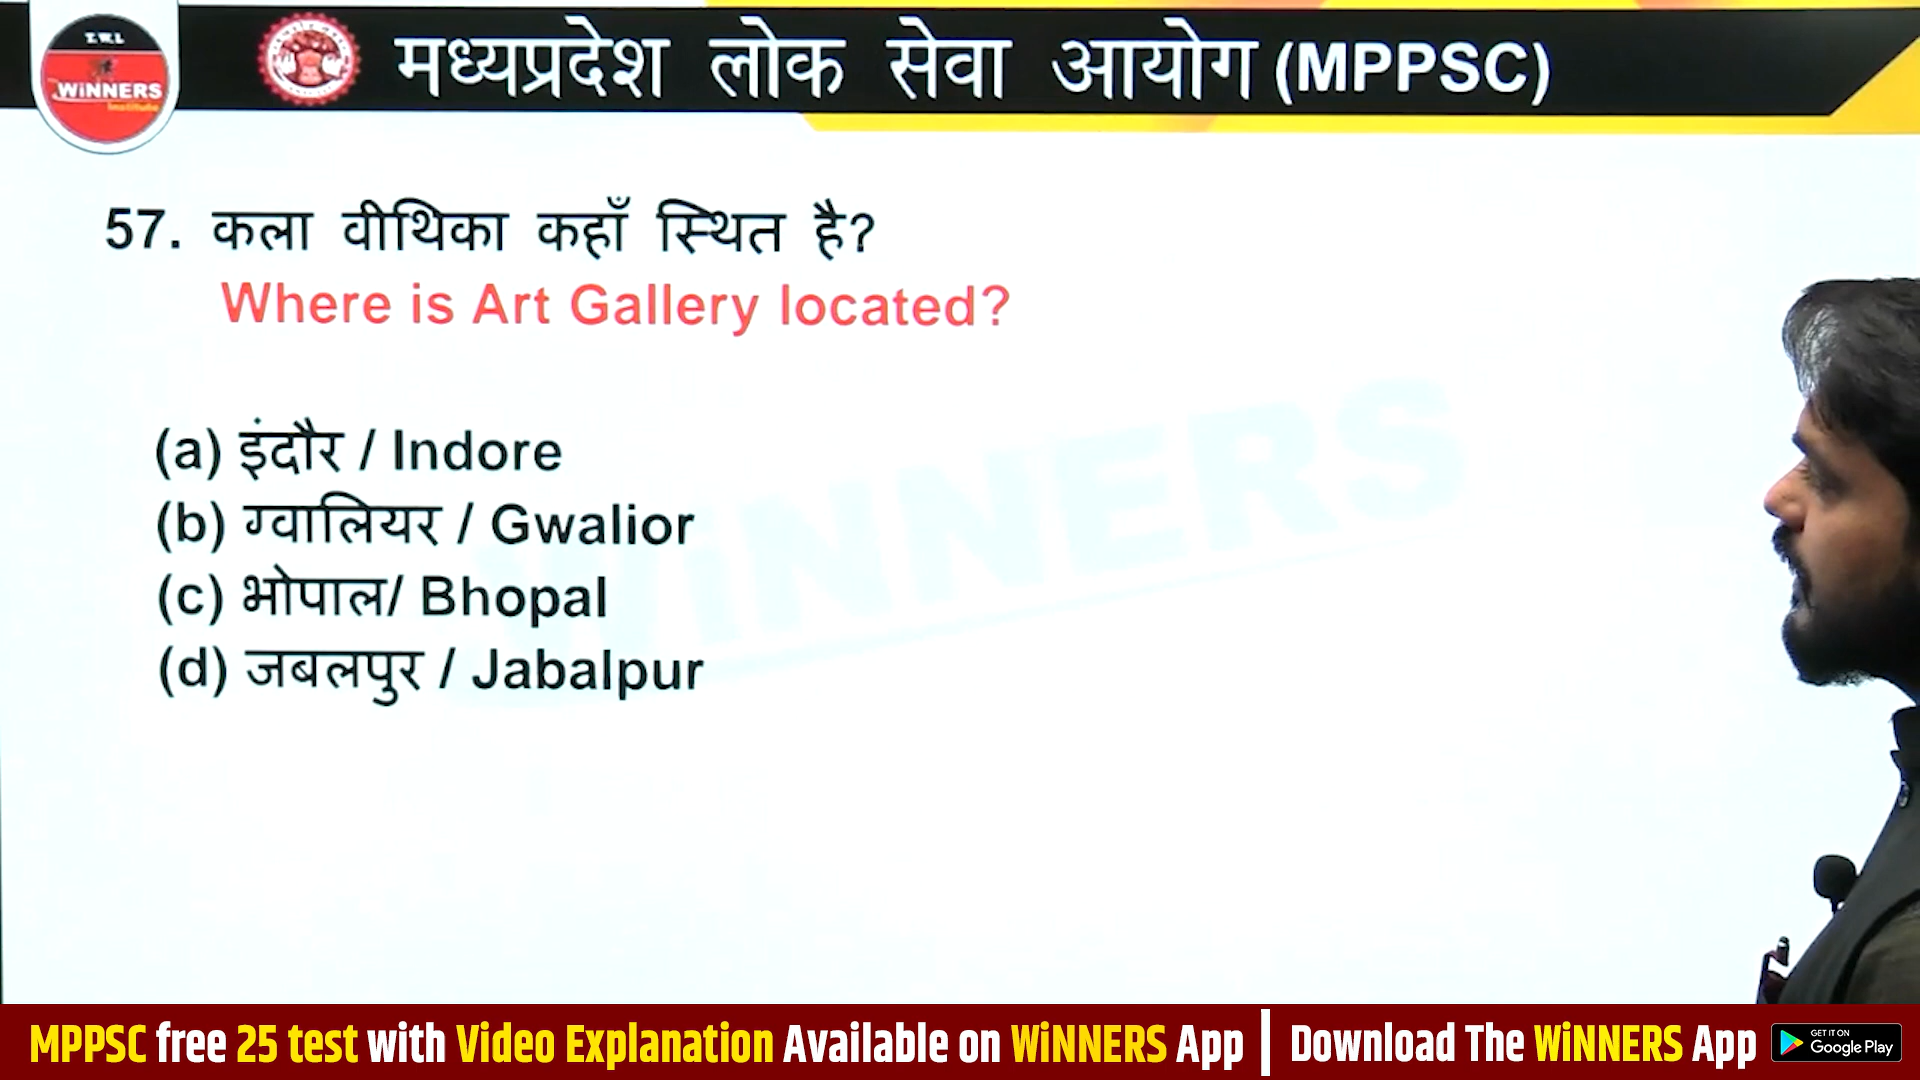 T.W.I.
WiNNERS
Institute
मध्यप्रदेश लोक सेवा आयोग (MPPSC)
57. कला वीथिका कहाँ स्थित है?
Where is Art Gallery located?
(a) इंदौर / Indore
(b) ग्वालियर / Gwalior
(c) भोपाल/ Bhopal
(d) जबलपुर / Jabalpur
WiNNERS
MPPSC free 25 test with Video Explanation Available on WiNNERS App | Download The WiNNERS App
GET IT ON
Google Play